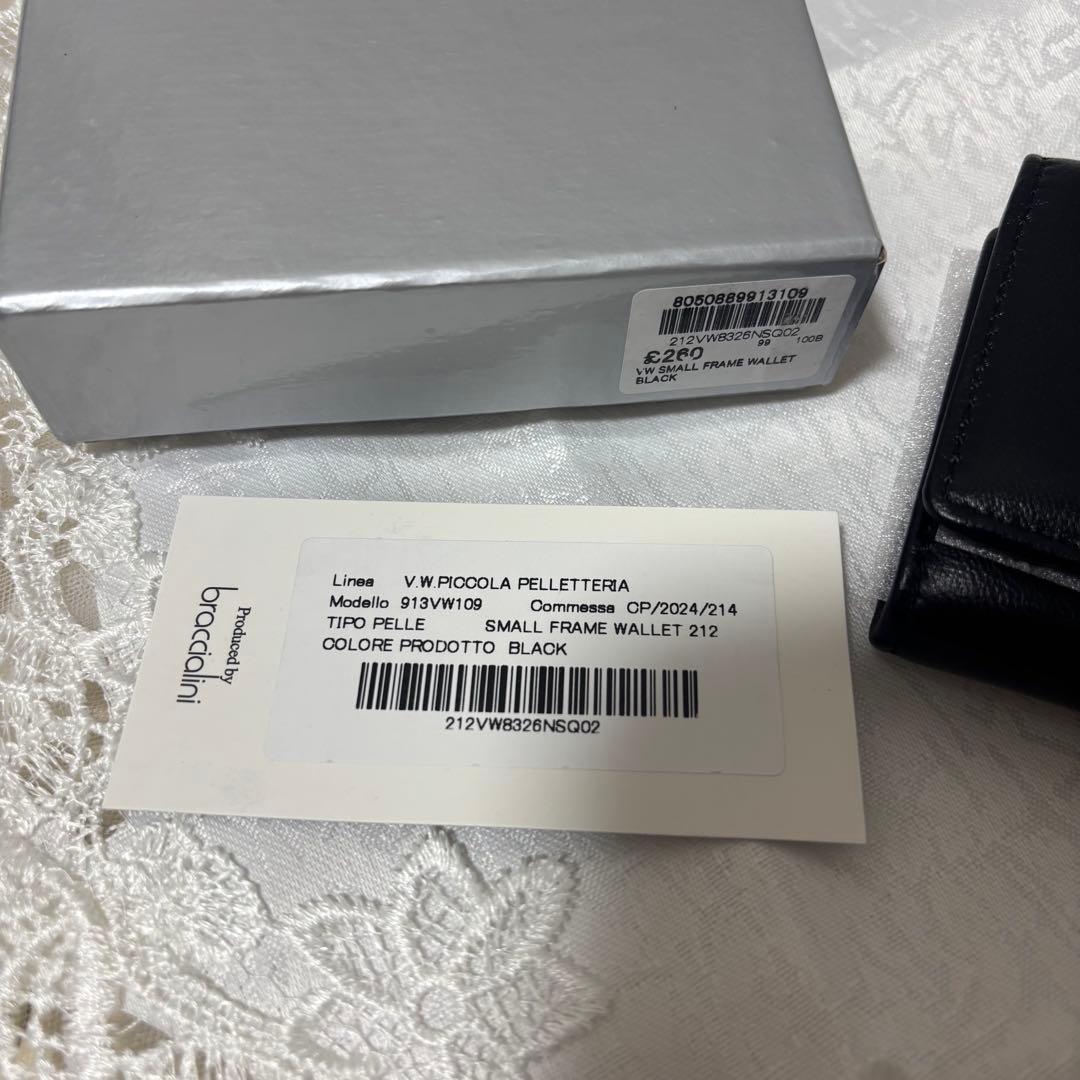 8050889913109
212VW8326NSQ02
99 100B
£260
VW SMALL FRAME WALLET
BLACK
Produced by
braccialini
Linea V.W.PICCOLA PELLETTERIA
Modello 913VW109 Commessa CP/2024/214
TIPO PELLE SMALL FRAME WALLET 212
COLORE PRODOTTO BLACK
212VW8326NSQ02